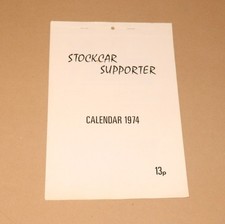 STOCKCAR
SUPPORTER
CALENDAR 1974
13p